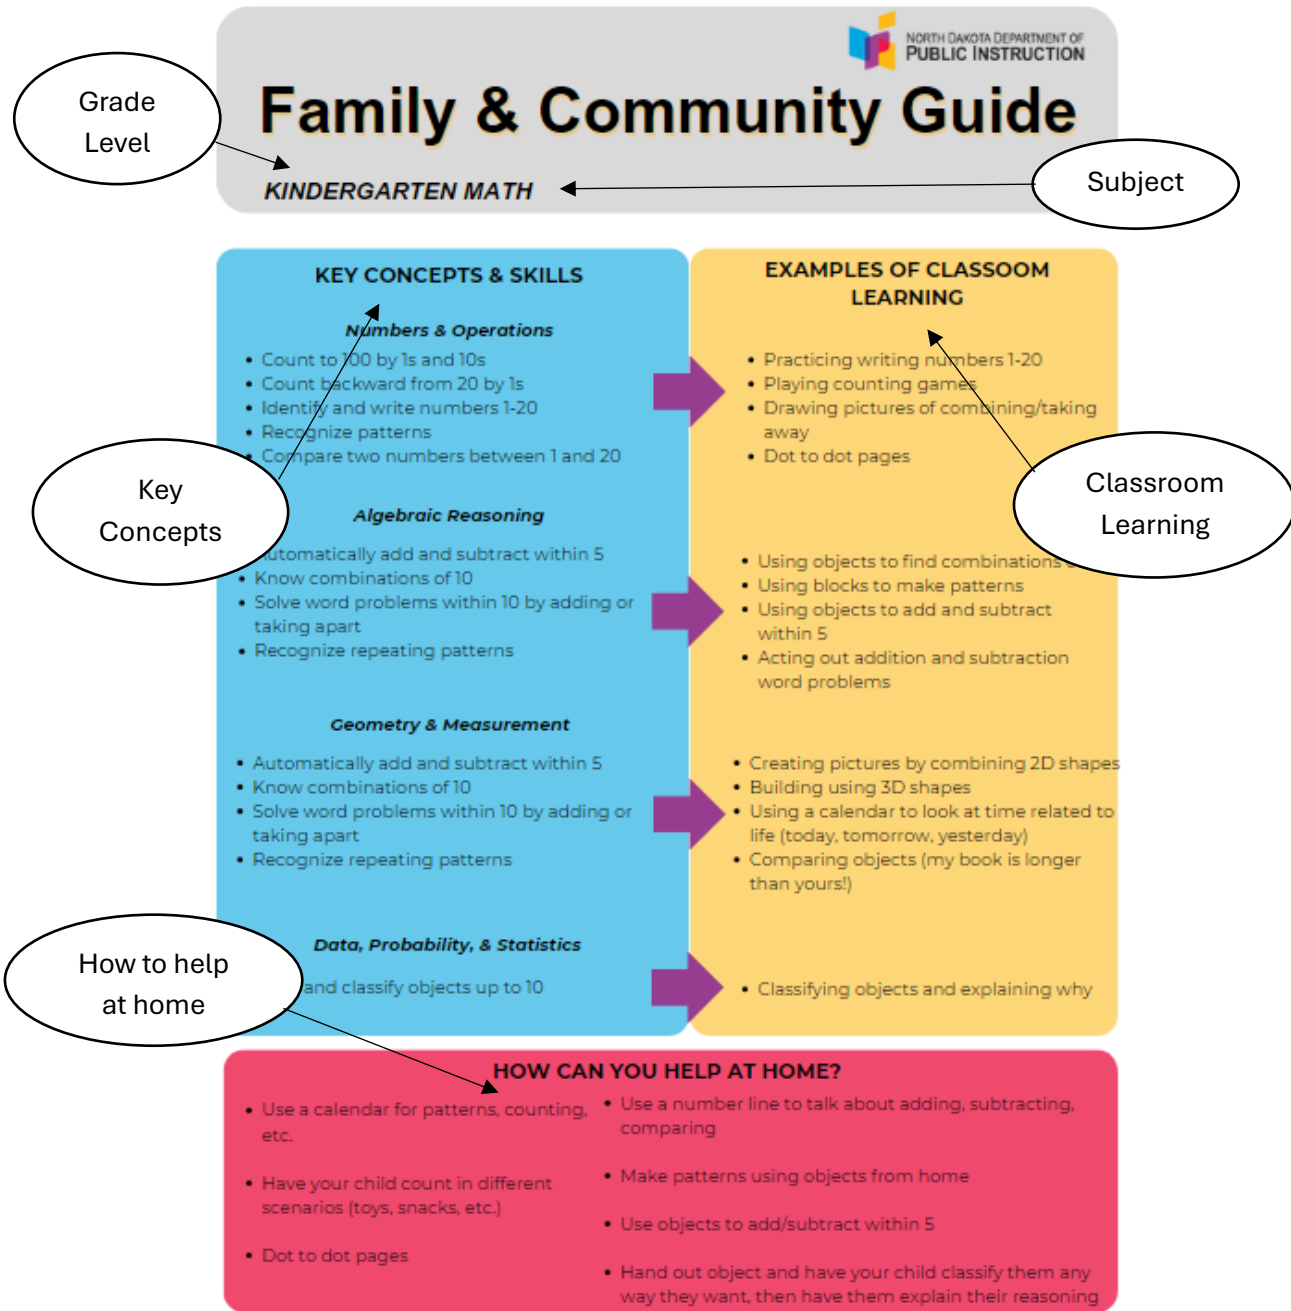 NORTH DAKOTA DEPARTMENT OF
PUBLIC INSTRUCTION
Family & Community Guide
KINDERGARTEN MATH
Grade
Level
Subject
KEY CONCEPTS & SKILLS
Numbers & Operations
• Count to 100 by 1s and 10s
• Count backward from 20 by 1s
• Identify and write numbers 1-20
• Recognize patterns
• Compare two numbers between 1 and 20
Key
Concepts
Algebraic Reasoning
Automatically add and subtract within 5
• Know combinations of 10
• Solve word problems within 10 by adding or
taking apart
• Recognize repeating patterns
Geometry & Measurement
• Automatically add and subtract within 5
• Know combinations of 10
• Solve word problems within 10 by adding or
taking apart
• Recognize repeating patterns
Data, Probability, & Statistics
and classify objects up to 10
EXAMPLES OF CLASSOOM
LEARNING
• Practicing writing numbers 1-20
• Playing counting games
• Drawing pictures of combining/taking
away
• Dot to dot pages
Classroom
Learning
• Using objects to find combinations
• Using blocks to make patterns
• Using objects to add and subtract
within 5
• Acting out addition and subtraction
word problems
• Creating pictures by combining 2D shapes
• Building using 3D shapes
• Using a calendar to look at time related to
life (today, tomorrow, yesterday)
• Comparing objects (my book is longer
than yours!)
• Classifying objects and explaining why
How to help
at home
HOW CAN YOU HELP AT HOME?
• Use a calendar for patterns, counting,
etc.
• Have your child count in different
scenarios (toys, snacks, etc.)
• Dot to dot pages
• Use a number line to talk about adding, subtracting,
comparing
• Make patterns using objects from home
• Use objects to add/subtract within 5
• Hand out object and have your child classify them any
way they want, then have them explain their reasoning